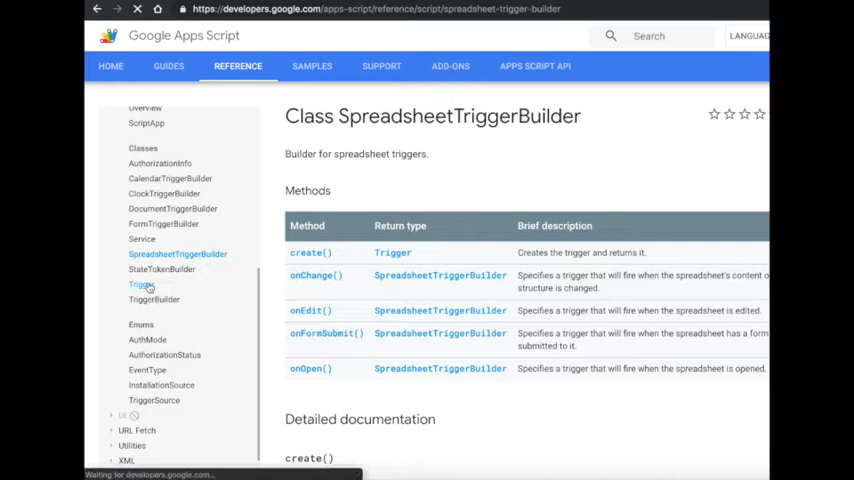 https://developers.google.com/apps-script/reference/script/spreadsheet-trigger-builder
Google Apps Script
Search
LANGUAG
HOME GUIDES REFERENCE SAMPLES SUPPORT ADD-ONS APPS SCRIPT API
Overview
ScriptApp
Classes
AuthorizationInfo
CalendarTriggerBuilder
ClockTriggerBuilder
DocumentTriggerBuilder
FormTriggerBuilder
Service
SpreadsheetTriggerBuilder
StateTokenBuilder
Trigger
TriggerBuilder
Enums
AuthMode
AuthorizationStatus
EventType
InstallationSource
TriggerSource
UI
URL Fetch
Utilities
XML
Class SpreadsheetTriggerBuilder
Builder for spreadsheet triggers.
Methods
Method Return type Brief description
create() Trigger Creates the trigger and returns it.
onChange() SpreadsheetTriggerBuilder Specifies a trigger that will fire when the spreadsheet's content o
structure is changed.
onEdit() SpreadsheetTriggerBuilder Specifies a trigger that will fire when the spreadsheet is edited.
onFormSubmit() SpreadsheetTriggerBuilder Specifies a trigger that will fire when the spreadsheet has a form
submitted to it.
onOpen() SpreadsheetTriggerBuilder Specifies a trigger that will fire when the spreadsheet is opened.
Detailed documentation
create()
Waiting for developers.google.com...